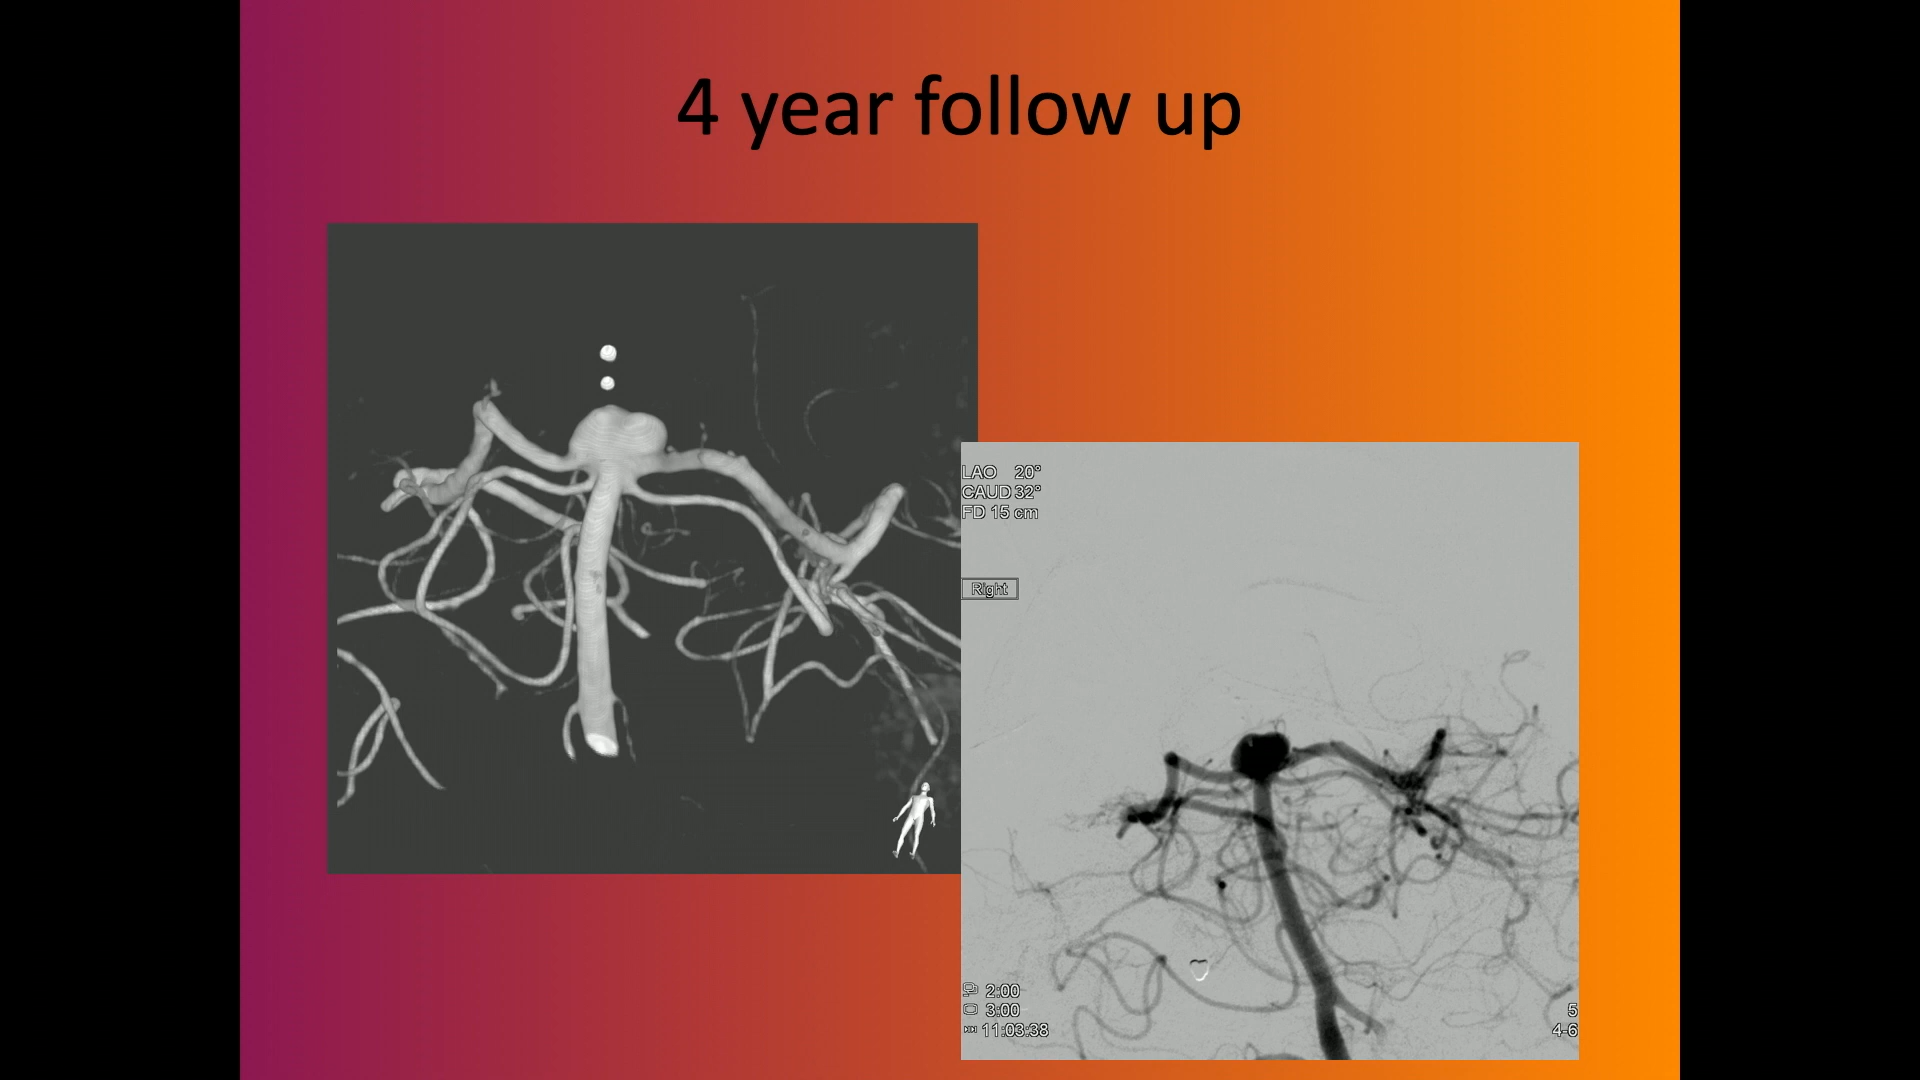 4 year follow up
LAO 20°
CAUD 32°
FD 15 cm
Right
2:00
3:00
11:03:38
5
4-6